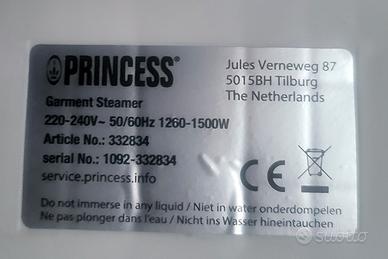 PRINCESS®
Jules Verneweg 87
5015BH Tilburg
The Netherlands
Garment Steamer
220-240V~ 50/60Hz 1260-1500W
Article No.: 332834
serial No.: 1092-332834
service.princess.info
CE
Do not immerse in any liquid / Niet in water onderdompelen
Ne pas plonger dans l'eau / Nicht ins Wasser hineintauchen
subito